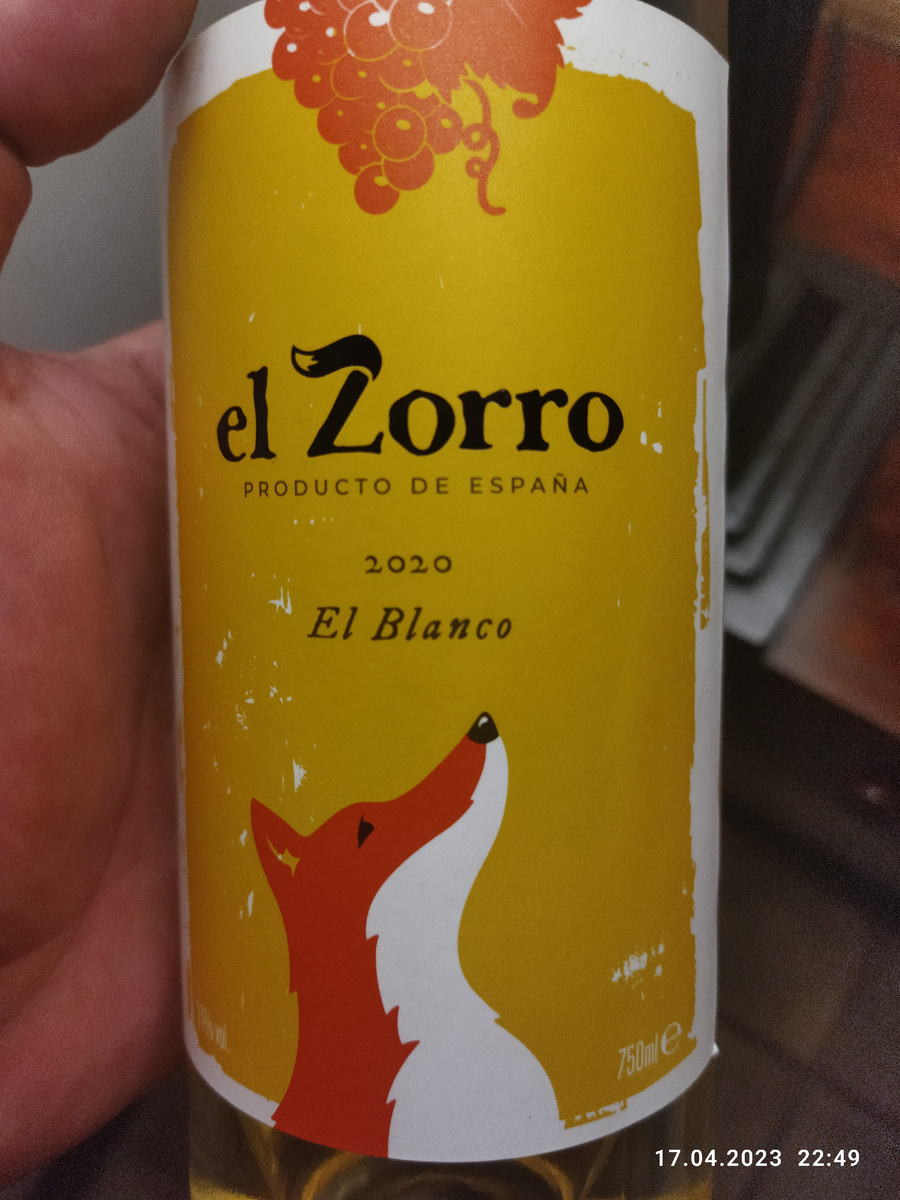 el Zorro
PRODUCTO DE ESPAÑA
2020
El Blanco
750ml e
17.04.2023 22:49